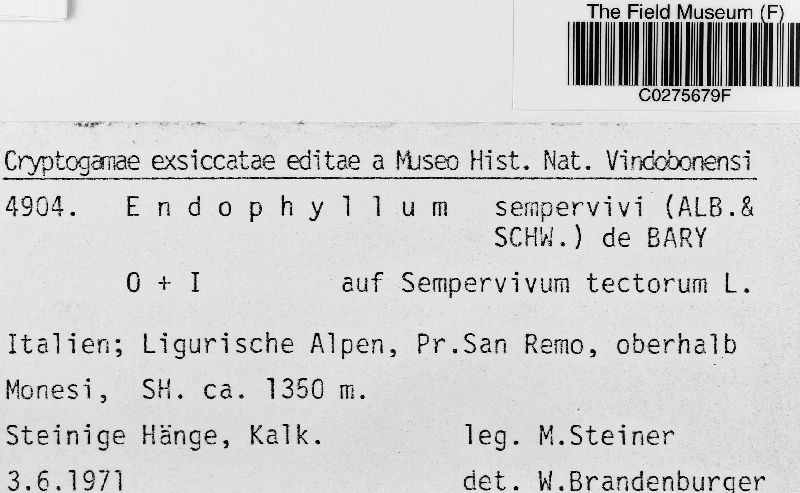 The Field Museum (F)
C0275679F
Cryptogamae exsiccatae editae a Museo Hist. Nat. Vindobonensi
4904. E n d o p h y l l u m sempervivi (ALB.&
SCHW.) de BARY
O + I auf Sempervivum tectorum L.
Italien; Ligurische Alpen, Pr.San Remo, oberhalb
Monesi, SH. ca. 1350 m.
Steinige Hänge, Kalk. leg. M.Steiner
3.6.1971 det. W.Brandenburger